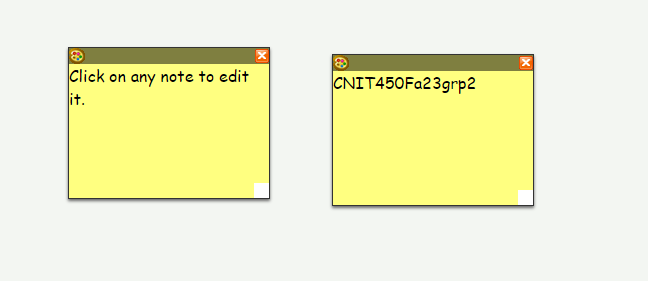 Click on any note to edit
it.
CNIT450Fa23grp2